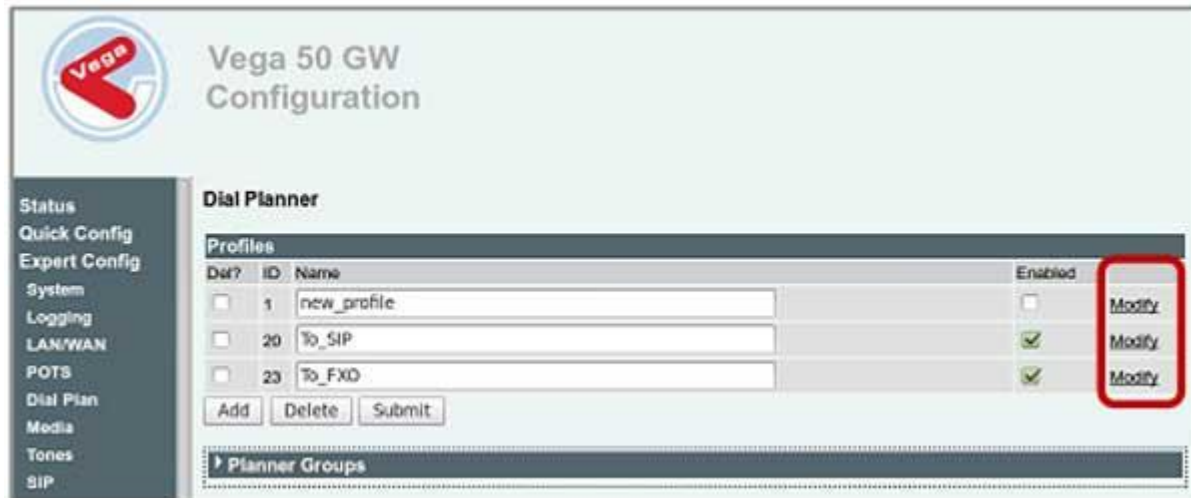 Vega
Vega 50 GW
Configuration
Status
Quick Config
Expert Config
System
Logging
LAN/WAN
POTS
Dial Plan
Media
Tones
SIP
Dial Planner
Profiles
Del? ID Name Enabled
1 new_profile Modify
20 To_SIP Modify
23 To_FXO Modify
Add Delete Submit
Planner Groups